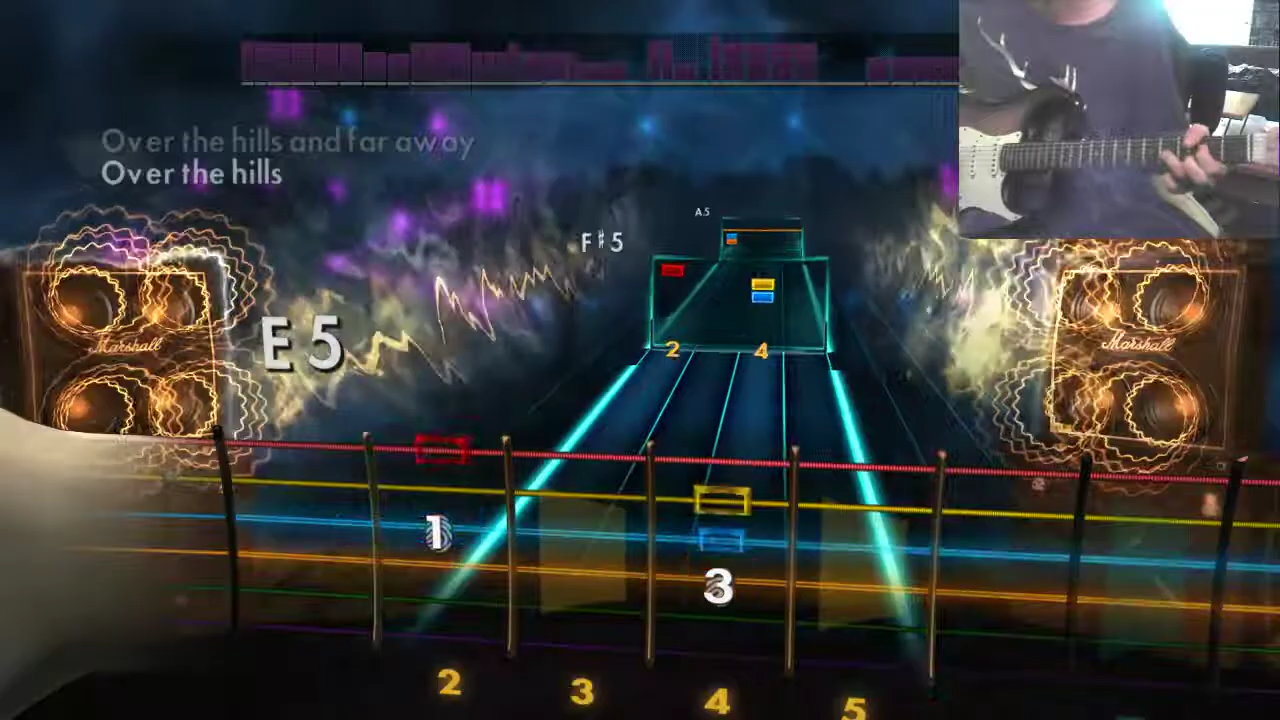 Over the hills and far away
Over the hills
A5
F#5
E5
Marshall
Marshall
2 4
1
3
2 3 4 5